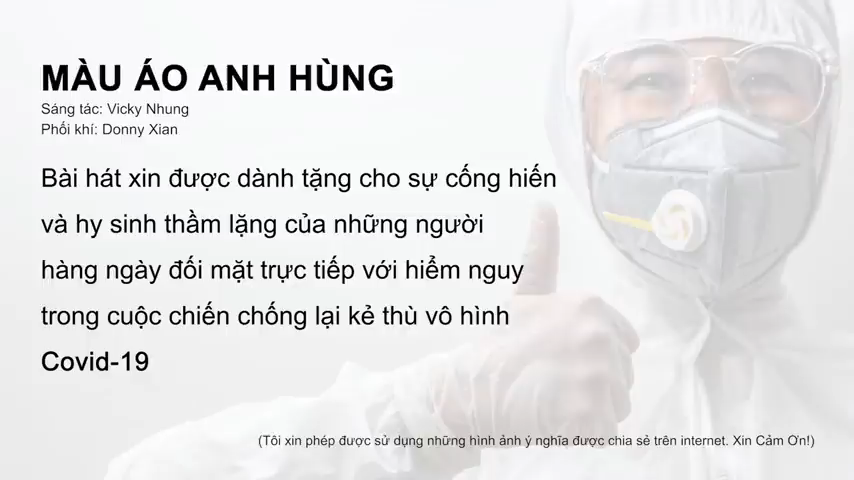 MÀU ÁO ANH HÙNG
Sáng tác: Vicky Nhung
Phối khí: Donny Xian
Bài hát xin được dành tặng cho sự cống hiến
và hy sinh thầm lặng của những người
hàng ngày đối mặt trực tiếp với hiểm nguy
trong cuộc chiến chống lại kẻ thù vô hình
Covid-19
(Tôi xin phép được sử dụng những hình ảnh ý nghĩa được chia sẻ trên internet. Xin Cảm Ơn!)